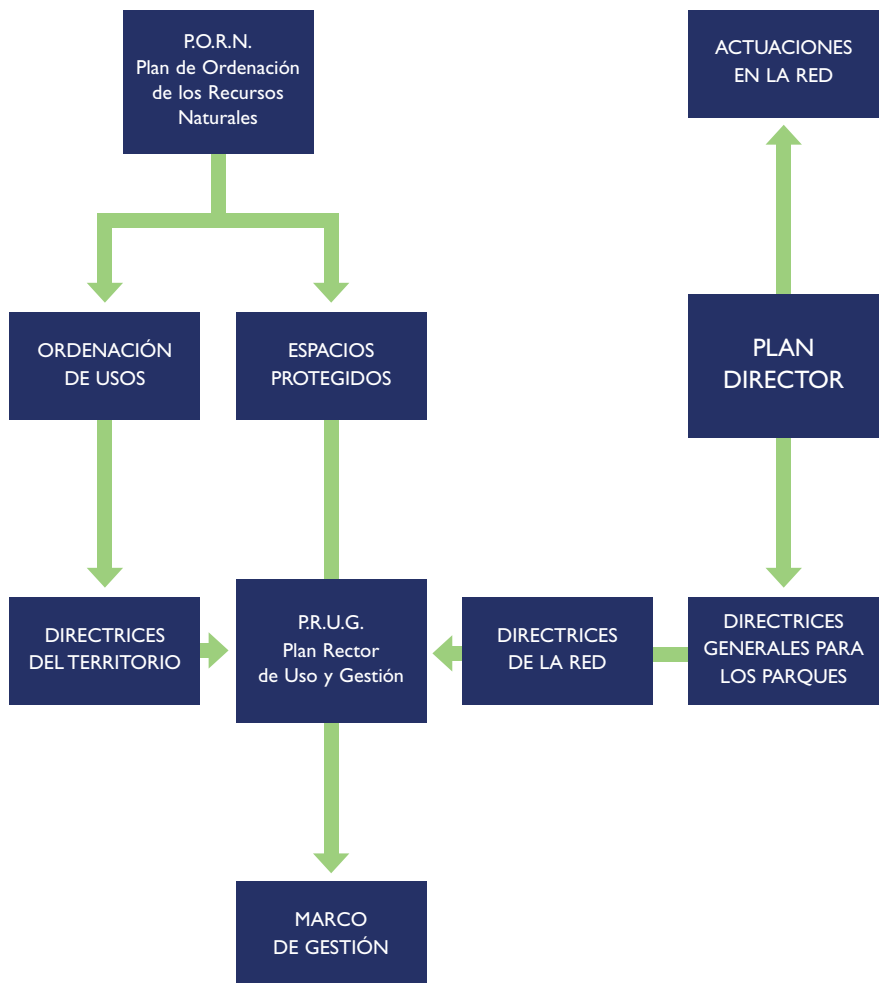 P.O.R.N.
Plan de Ordenación
de los Recursos
Naturales
ACTUACIONES
EN LA RED
ORDENACIÓN
DE USOS
ESPACIOS
PROTEGIDOS
PLAN
DIRECTOR
DIRECTRICES
DEL TERRITORIO
P.R.U.G.
Plan Rector
de Uso y Gestión
DIRECTRICES
DE LA RED
DIRECTRICES
GENERALES PARA
LOS PARQUES
MARCO
DE GESTIÓN